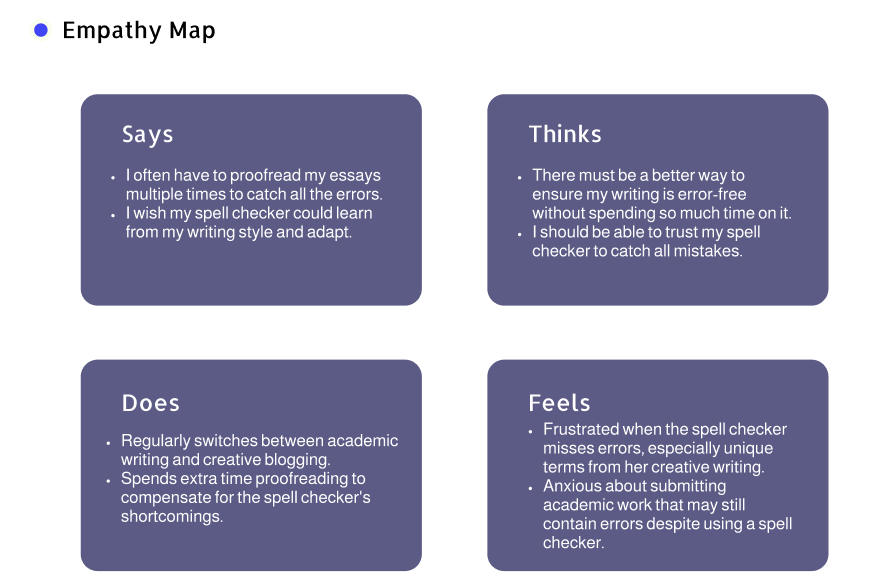 Empathy Map
Says
• I often have to proofread my essays
multiple times to catch all the errors.
• I wish my spell checker could learn
from my writing style and adapt.
Thinks
• There must be a better way to
ensure my writing is error-free
without spending so much time on it.
• I should be able to trust my spell
checker to catch all mistakes.
Does
• Regularly switches between academic
writing and creative blogging.
• Spends extra time proofreading to
compensate for the spell checker's
shortcomings.
Feels
• Frustrated when the spell checker
misses errors, especially unique
terms from her creative writing.
• Anxious about submitting
academic work that may still
contain errors despite using a spell
checker.